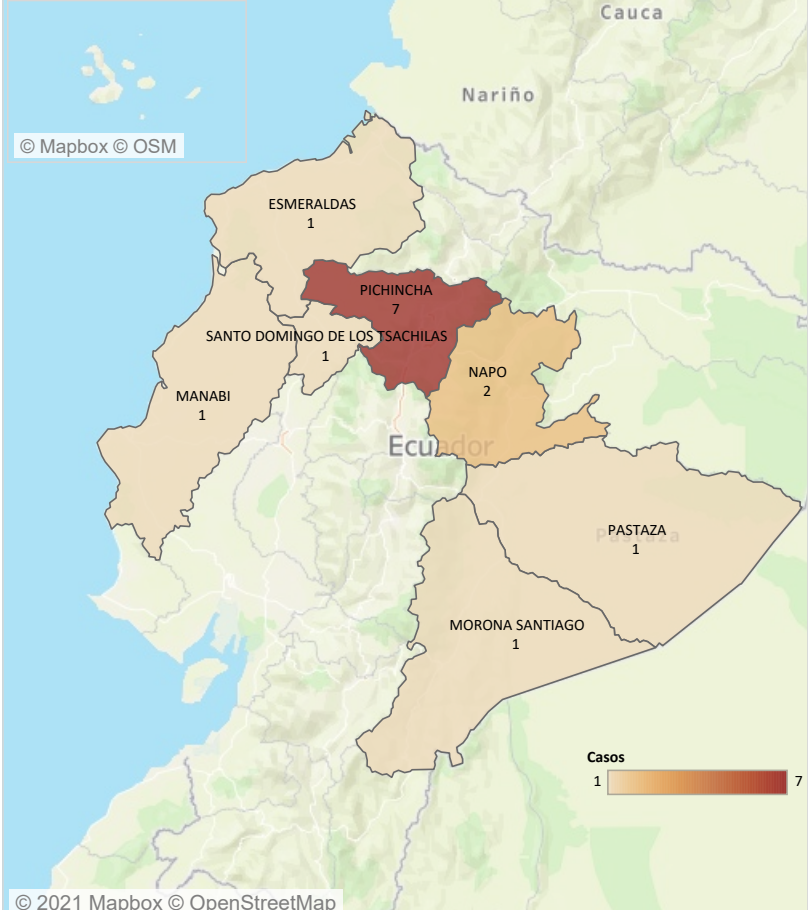 Cauca
Nariño
© Mapbox © OSM
ESMERALDAS
1
PICHINCHA
7
SANTO DOMINGO DE LOS TSACHILAS
1
NAPO
2
MANABI
1
Ecuador
PASTAZA
Pastaza
1
MORONA SANTIAGO
1
Casos
1 7
© 2021 Mapbox © OpenStreetMap